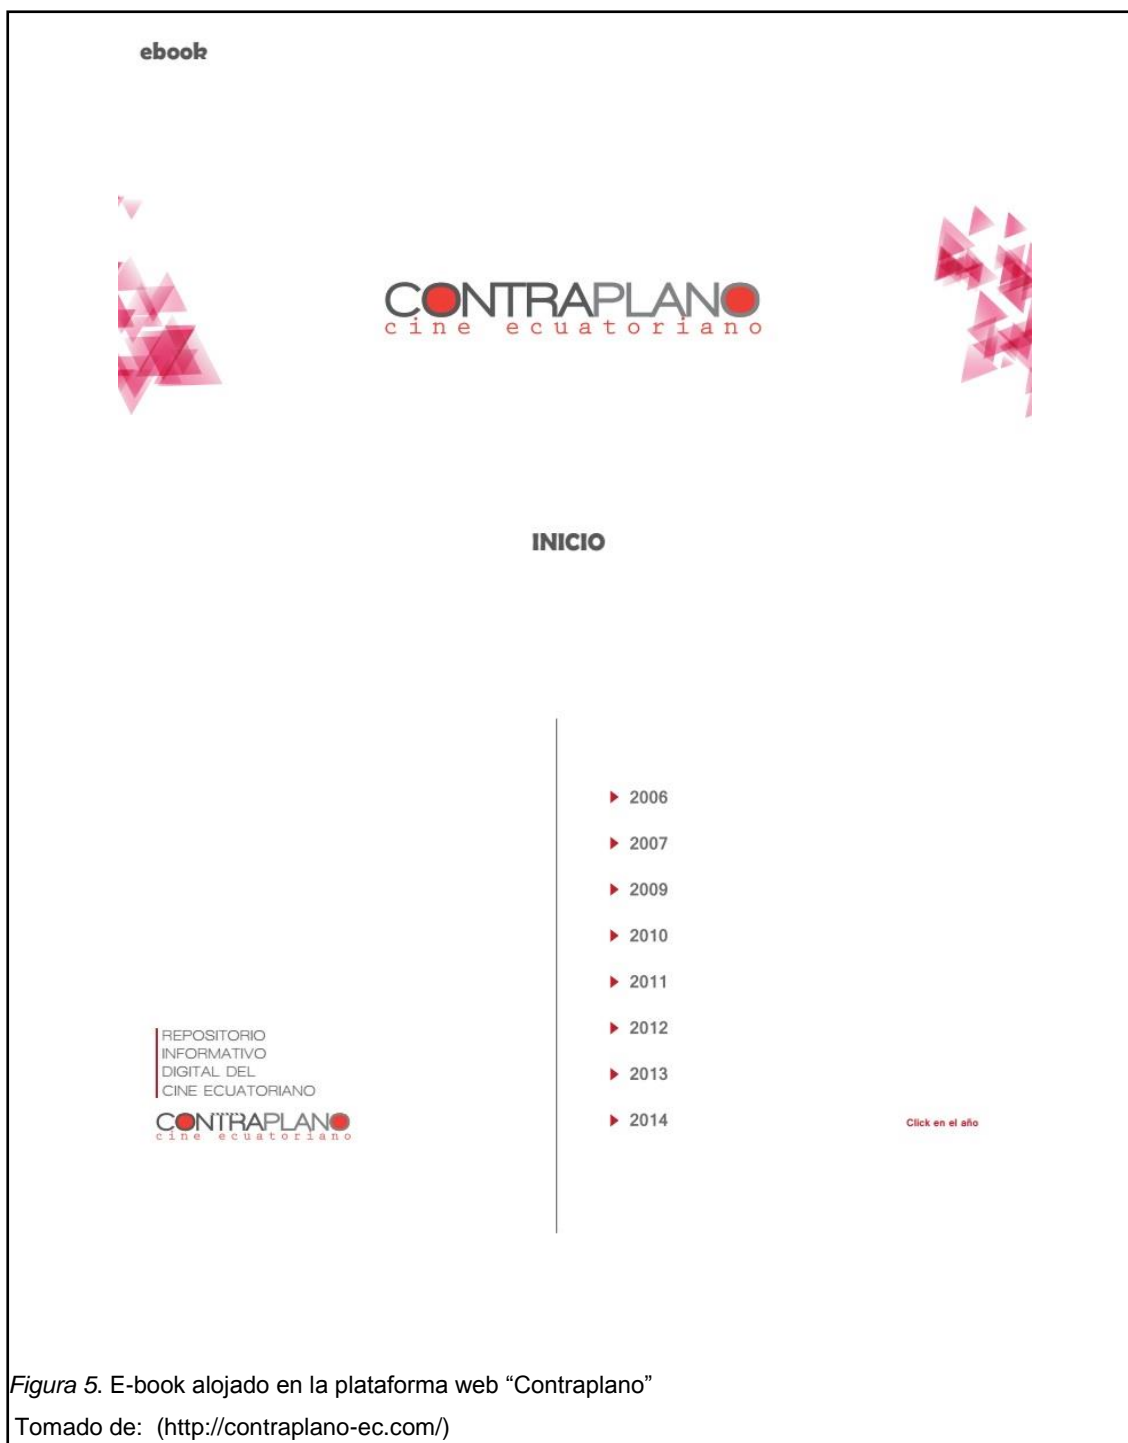 ebook
CONTRAPLANO
cine ecuatoriano
INICIO
2006
2007
2009
2010
2011
2012
2013
2014
REPOSITORIO
INFORMATIVO
DIGITAL DEL
CINE ECUATORIANO
CONTRAPLANO
cine ecuatoriano
Click en el año
Figura 5. E-book alojado en la plataforma web “Contraplano”
Tomado de: (http://contraplano-ec.com/)